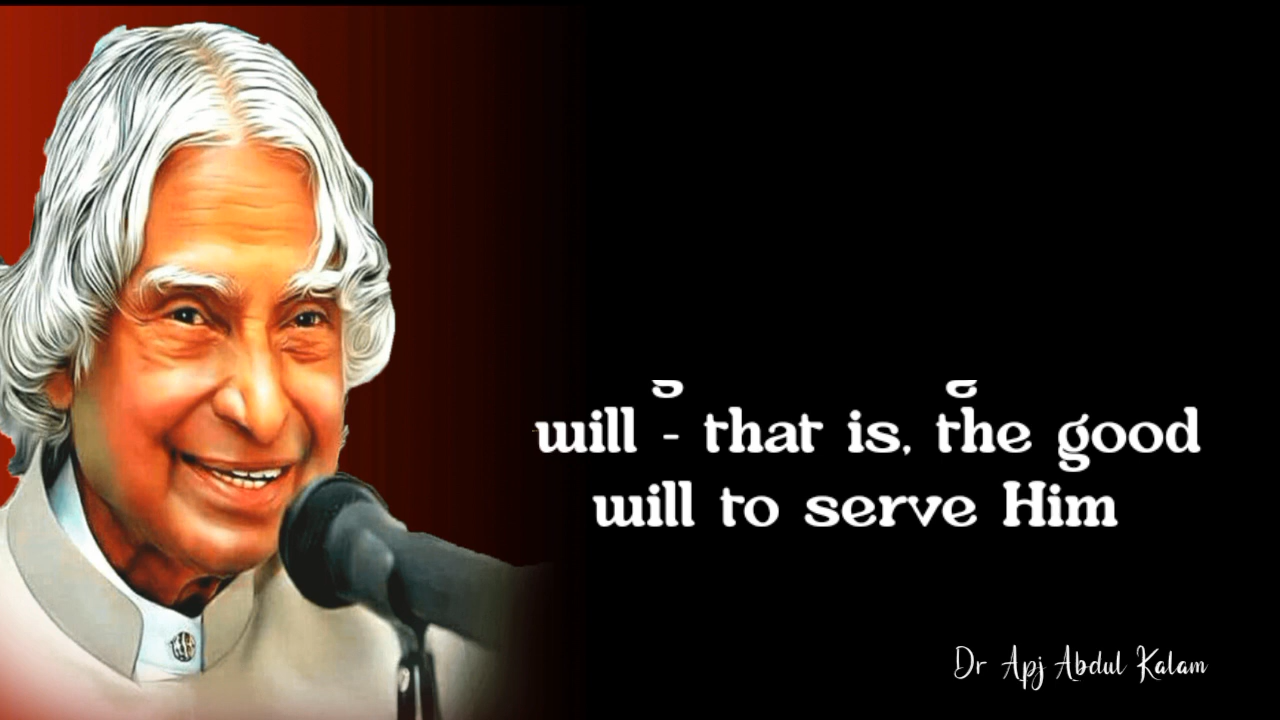 will - that is, the good
will to serve Him
Dr Apj Abdul Kalam